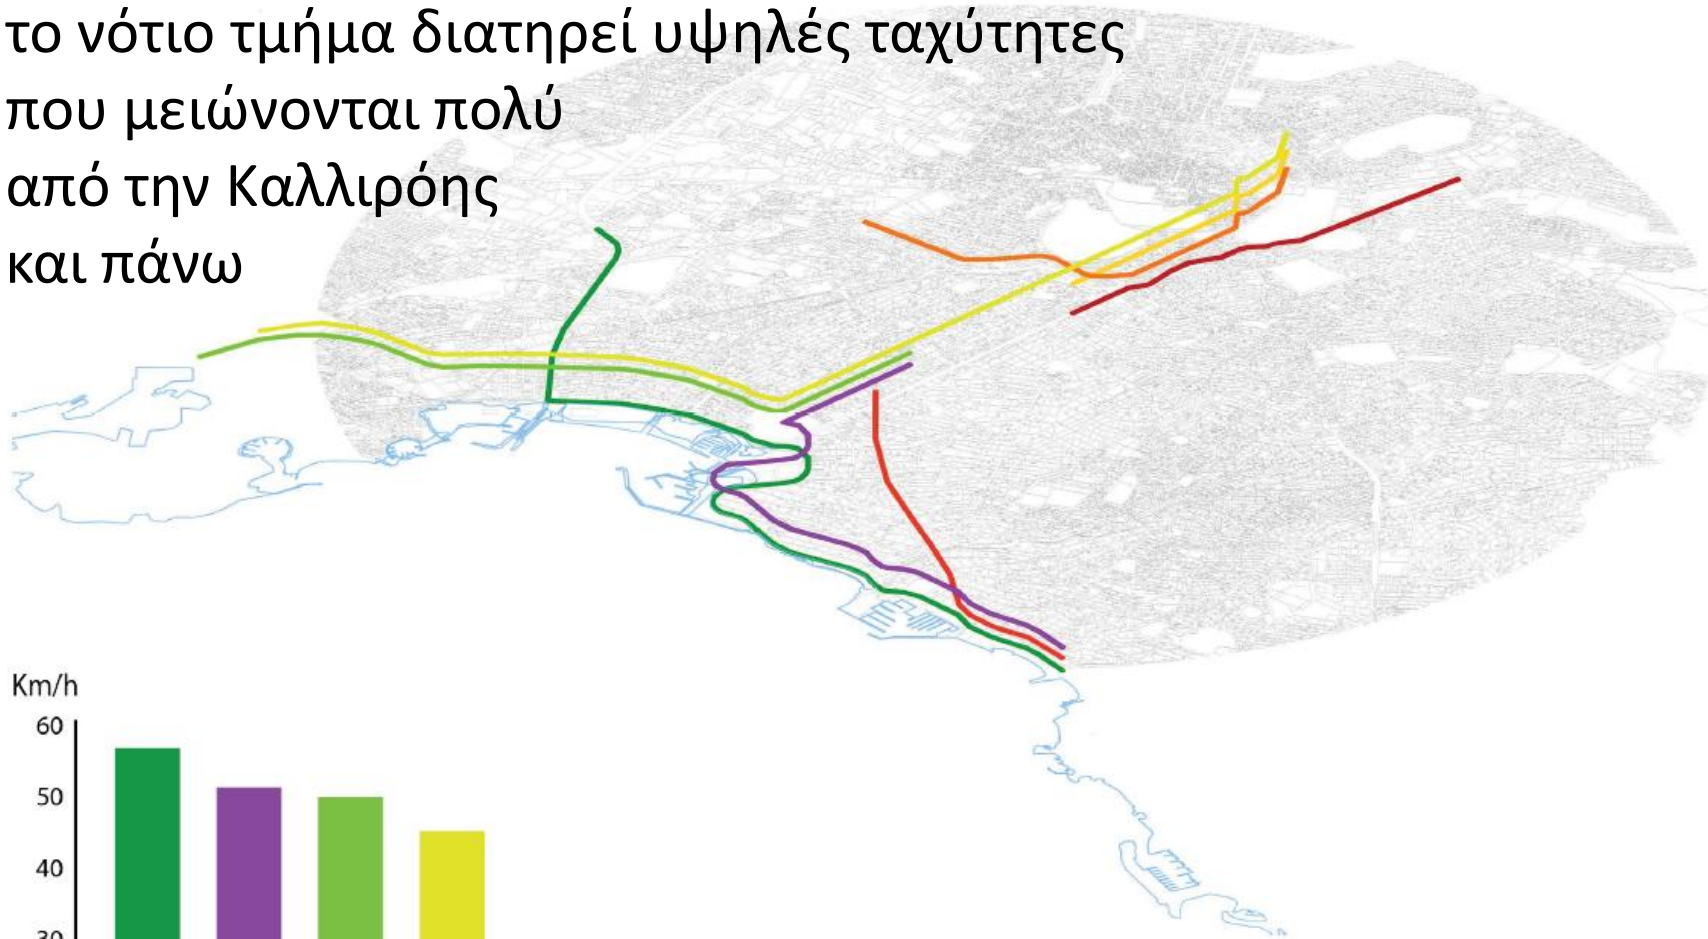 το νότιο τμήμα διατηρεί υψηλές ταχύτητες
που μειώνονται πολύ
από την Καλλιρόης
και πάνω
Km/h
60
50
40
30